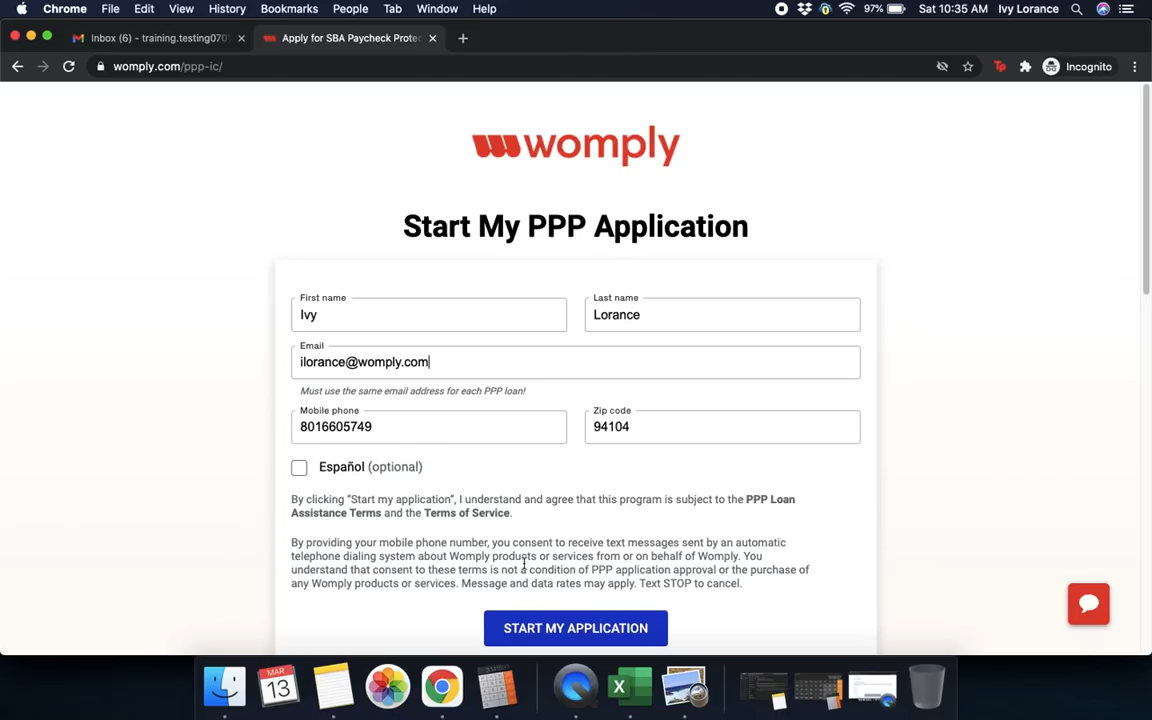 Chrome File Edit View History Bookmarks People Tab Window Help 97% Sat 10:35 AM Ivy Lorance
Inbox (6) - training.testing070 Apply for SBA Paycheck Prote
womply.com/ppp-ic/ Incognito
womply
Start My PPP Application
First name Last name
Ivy Lorance
Email
ilorance@womply.com
Must use the same email address for each PPP loan!
Mobile phone Zip code
8016605749 94104
Español (optional)
By clicking "Start my application", I understand and agree that this program is subject to the PPP Loan
Assistance Terms and the Terms of Service.
By providing your mobile phone number, you consent to receive text messages sent by an automatic
telephone dialing system about Womply products or services from or on behalf of Womply. You
understand that consent to these terms is not a condition of PPP application approval or the purchase of
any Womply products or services. Message and data rates may apply. Text STOP to cancel.
START MY APPLICATION
MAR
13